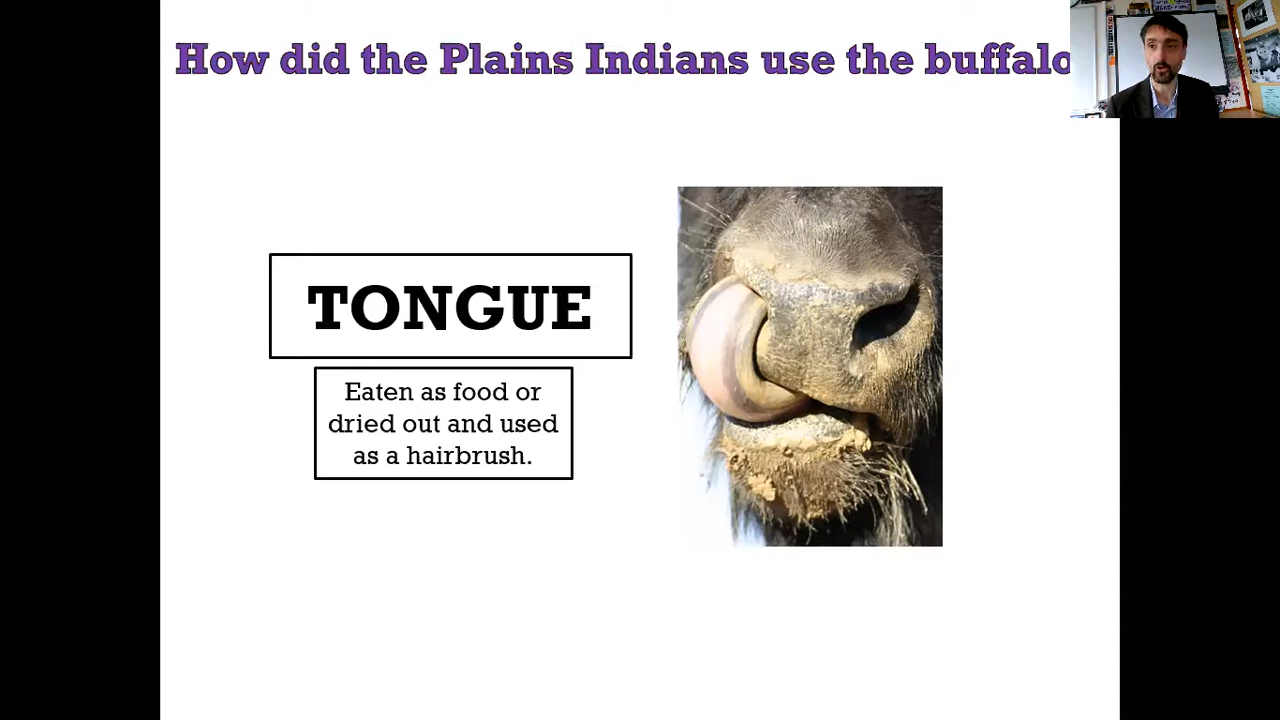 How did the Plains Indians use the buffalo
TONGUE
Eaten as food or
dried out and used
as a hairbrush.